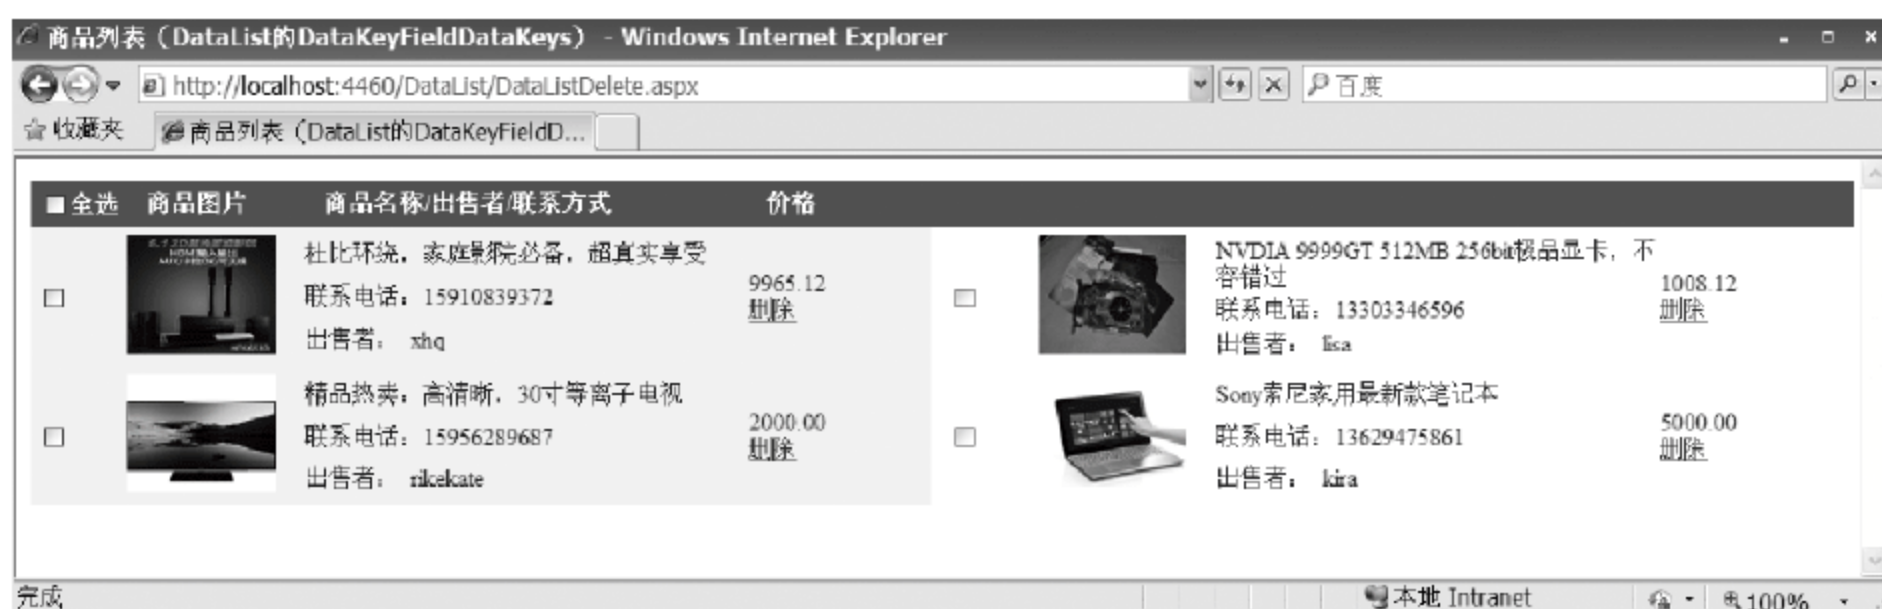 商品列表（DataList的DataKeyFieldDataKeys） - Windows Internet Explorer
http://localhost:4460/DataList/DataListDelete.aspx
百度
收藏夹
商品列表（DataList的DataKeyFieldD...
全选 商品图片 商品名称/出售者/联系方式 价格
杜比环绕，家庭影院必备，超真实享受
联系电话：15910839372
出售者： xhq
9965.12
删除
NVDIA 9999GT 512MB 256bit极品显卡，不
容错过
联系电话：13303346596
出售者： lisa
1008.12
删除
精品热卖：高清晰，30寸等离子电视
联系电话：15956289687
出售者： rikekate
2000.00
删除
Sony索尼家用最新款笔记本
联系电话：13629475861
出售者： kira
5000.00
删除
完成
本地 Intranet
100%